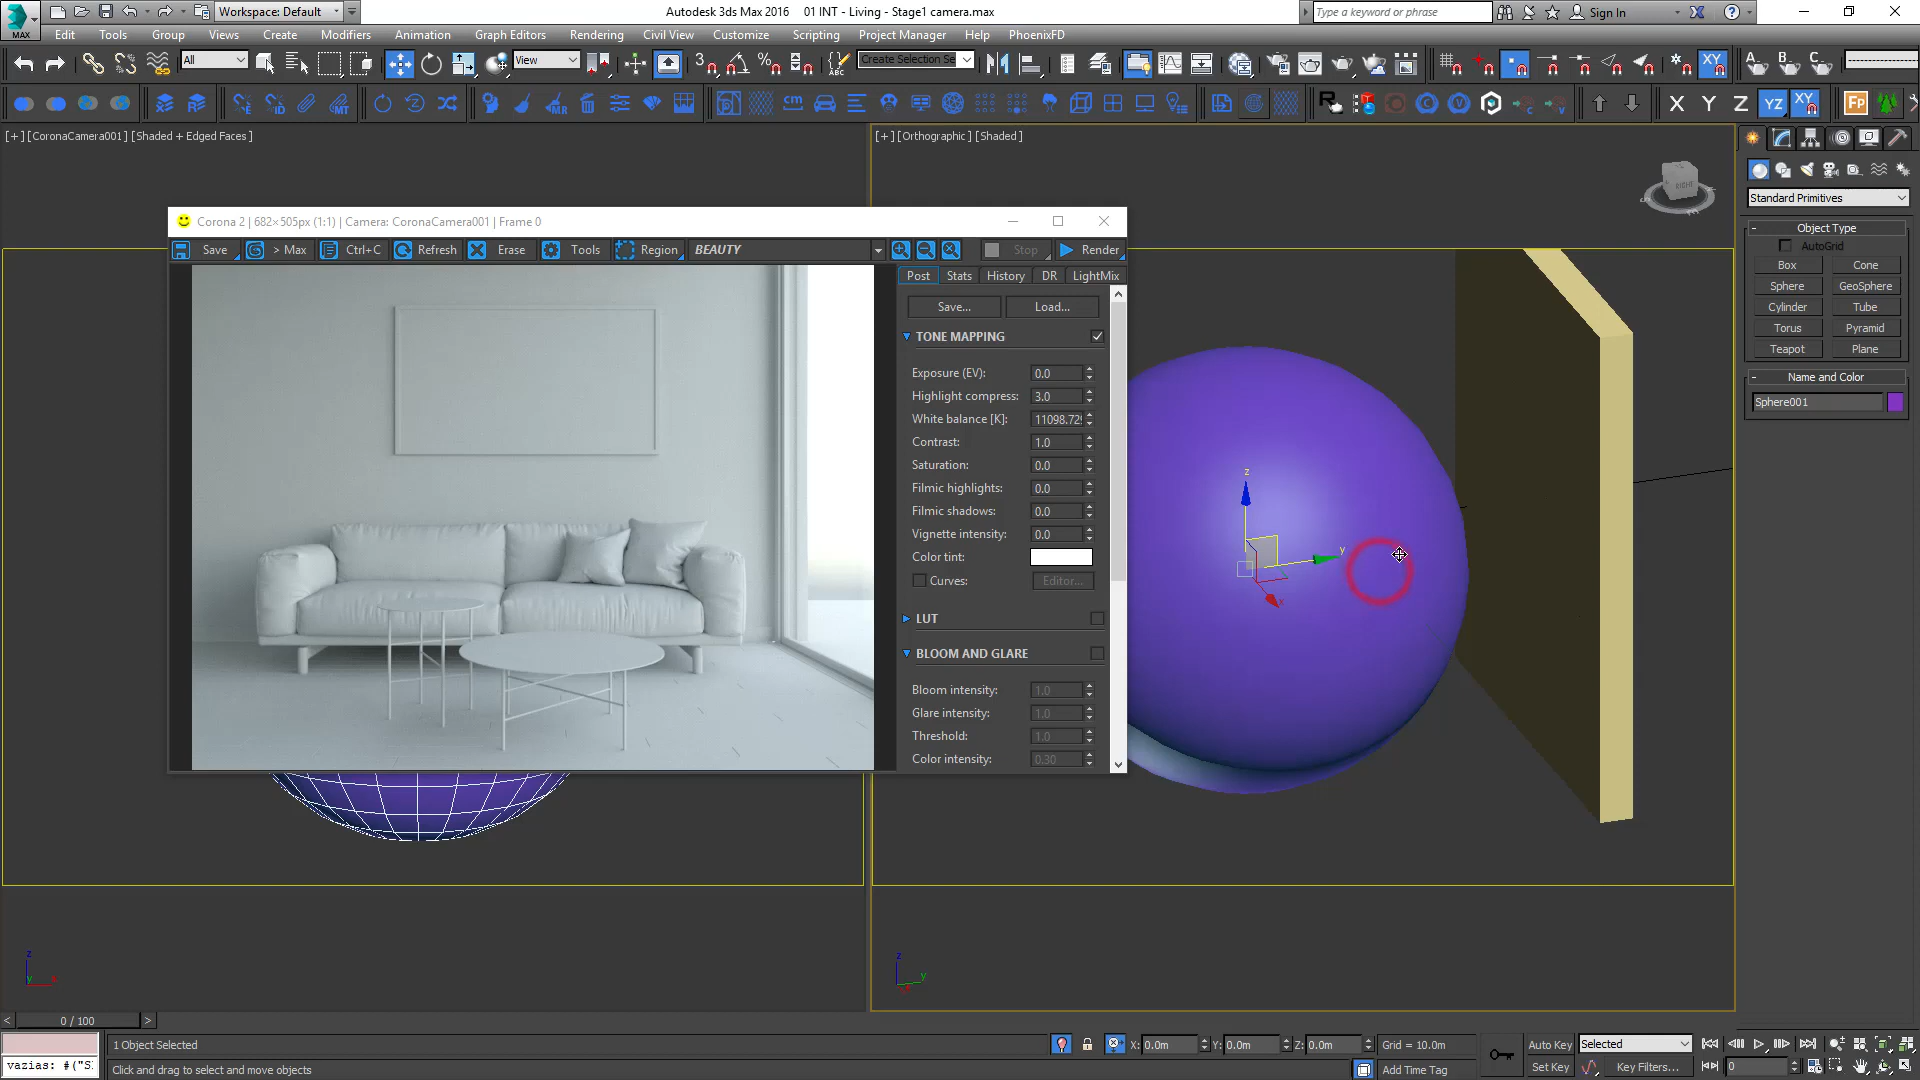 MAX
Workspace: Default
Autodesk 3ds Max 2016
01 INT - Living - Stage1 camera.max
Type a keyword or phrase
Sign In
Edit
Tools
Group
Views
Create
Modifiers
Animation
Graph Editors
Rendering
Civil View
Customize
Scripting
Project Manager
Help
PhoenixFD
All
View
Create Selection Se
[+] [CoronaCamera001] [Shaded + Edged Faces]
[+] [Orthographic] [Shaded]
RIGHT
Corona 2 | 682×505px (1:1) | Camera: CoronaCamera001 | Frame 0
Save
> Max
Ctrl+C
Refresh
Erase
Tools
Region
BEAUTY
Stop
Render
Post
Stats
History
DR
LightMix
Save...
Load...
TONE MAPPING
Exposure (EV): 0.0
Highlight compress: 3.0
White balance [K]: 11098.72
Contrast: 1.0
Saturation: 0.0
Filmic highlights: 0.0
Filmic shadows: 0.0
Vignette intensity: 0.0
Color tint:
Curves: Editor...
LUT
BLOOM AND GLARE
Bloom intensity: 1.0
Glare intensity: 1.0
Threshold: 1.0
Color intensity: 0.30
z
y
x
Standard Primitives
Object Type
AutoGrid
Box
Cone
Sphere
GeoSphere
Cylinder
Tube
Torus
Pyramid
Teapot
Plane
Name and Color
Sphere001
0 / 100
1 Object Selected
X: 0.0m
Y: 0.0m
Z: 0.0m
Grid = 10.0m
Auto Key
Selected
vazias: #("S:
Click and drag to select and move objects
Add Time Tag
Set Key
Key Filters...
0